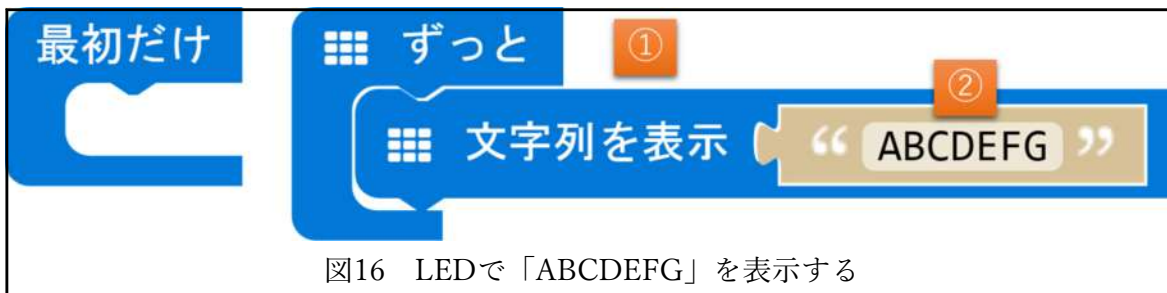 最初だけ
ずっと ①
②
文字列を表示 “ ABCDEFG ”
図16 LEDで「ABCDEFG」を表示する